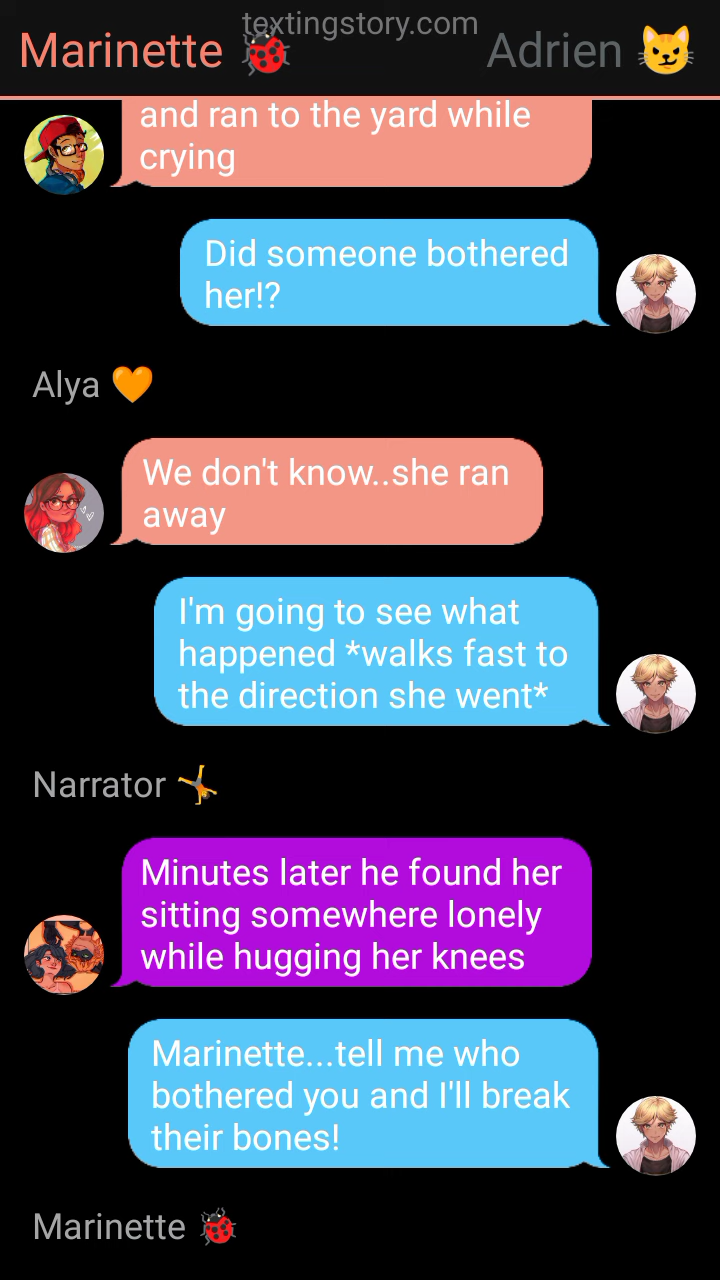 textingstory.com
Marinette 🐞 Adrien 😼
and ran to the yard while
crying
Did someone bothered
her!?
Alya 🧡
We don't know..she ran
away
I'm going to see what
happened *walks fast to
the direction she went*
Narrator 🤸
Minutes later he found her
sitting somewhere lonely
while hugging her knees
Marinette...tell me who
bothered you and I'll break
their bones!
Marinette 🐞